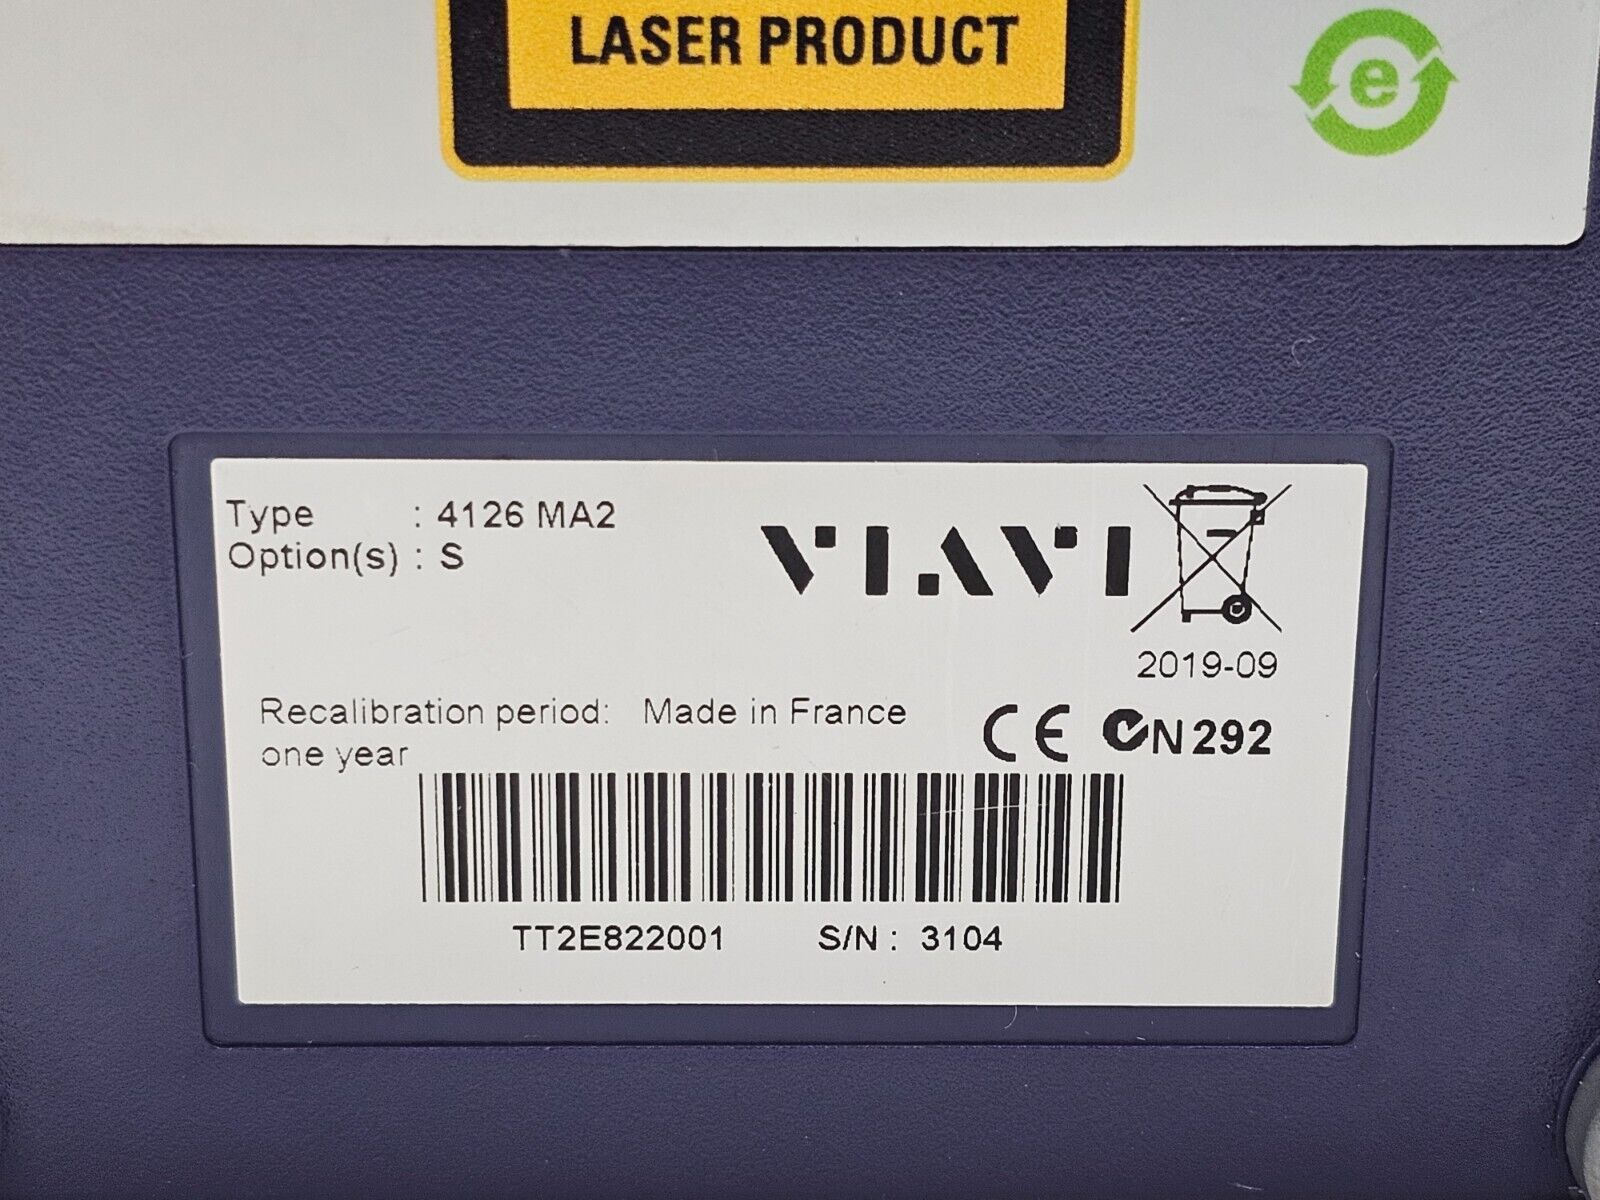 LASER PRODUCT
e
Type : 4126 MA2
Option(s) : S
VIAVI
2019-09
Recalibration period: Made in France
one year
CE N292
TT2E822001 S/N : 3104